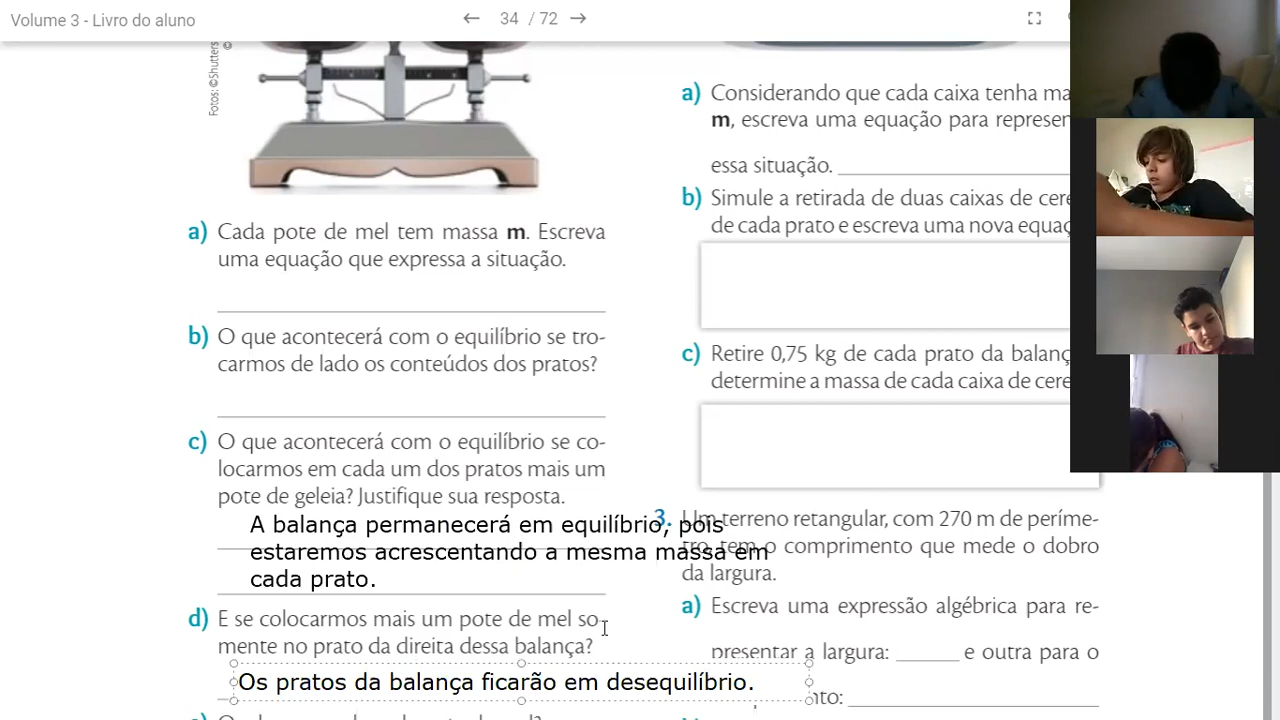 Volume 3 - Livro do aluno
34 / 72
Fotos: ©Shutters
©
a) Cada pote de mel tem massa m. Escreva
uma equação que expressa a situação.
b) O que acontecerá com o equilíbrio se tro-
carmos de lado os conteúdos dos pratos?
c) O que acontecerá com o equilíbrio se co-
locarmos em cada um dos pratos mais um
pote de geleia? Justifique sua resposta.
A balança permanecerá em equilíbrio, pois
estaremos acrescentando a mesma massa em
cada prato.
d) E se colocarmos mais um pote de mel so-
mente no prato da direita dessa balança?
Os pratos da balança ficarão em desequilíbrio.
a) Considerando que cada caixa tenha ma
m, escreva uma equação para represen
essa situação.
b) Simule a retirada de duas caixas de cere
de cada prato e escreva uma nova equaç
c) Retire 0,75 kg de cada prato da balanç
determine a massa de cada caixa de cere
3. Um terreno retangular, com 270 m de períme-
tro, tem o comprimento que mede o dobro
da largura.
a) Escreva uma expressão algébrica para re-
presentar a largura: e outra para o
nto: